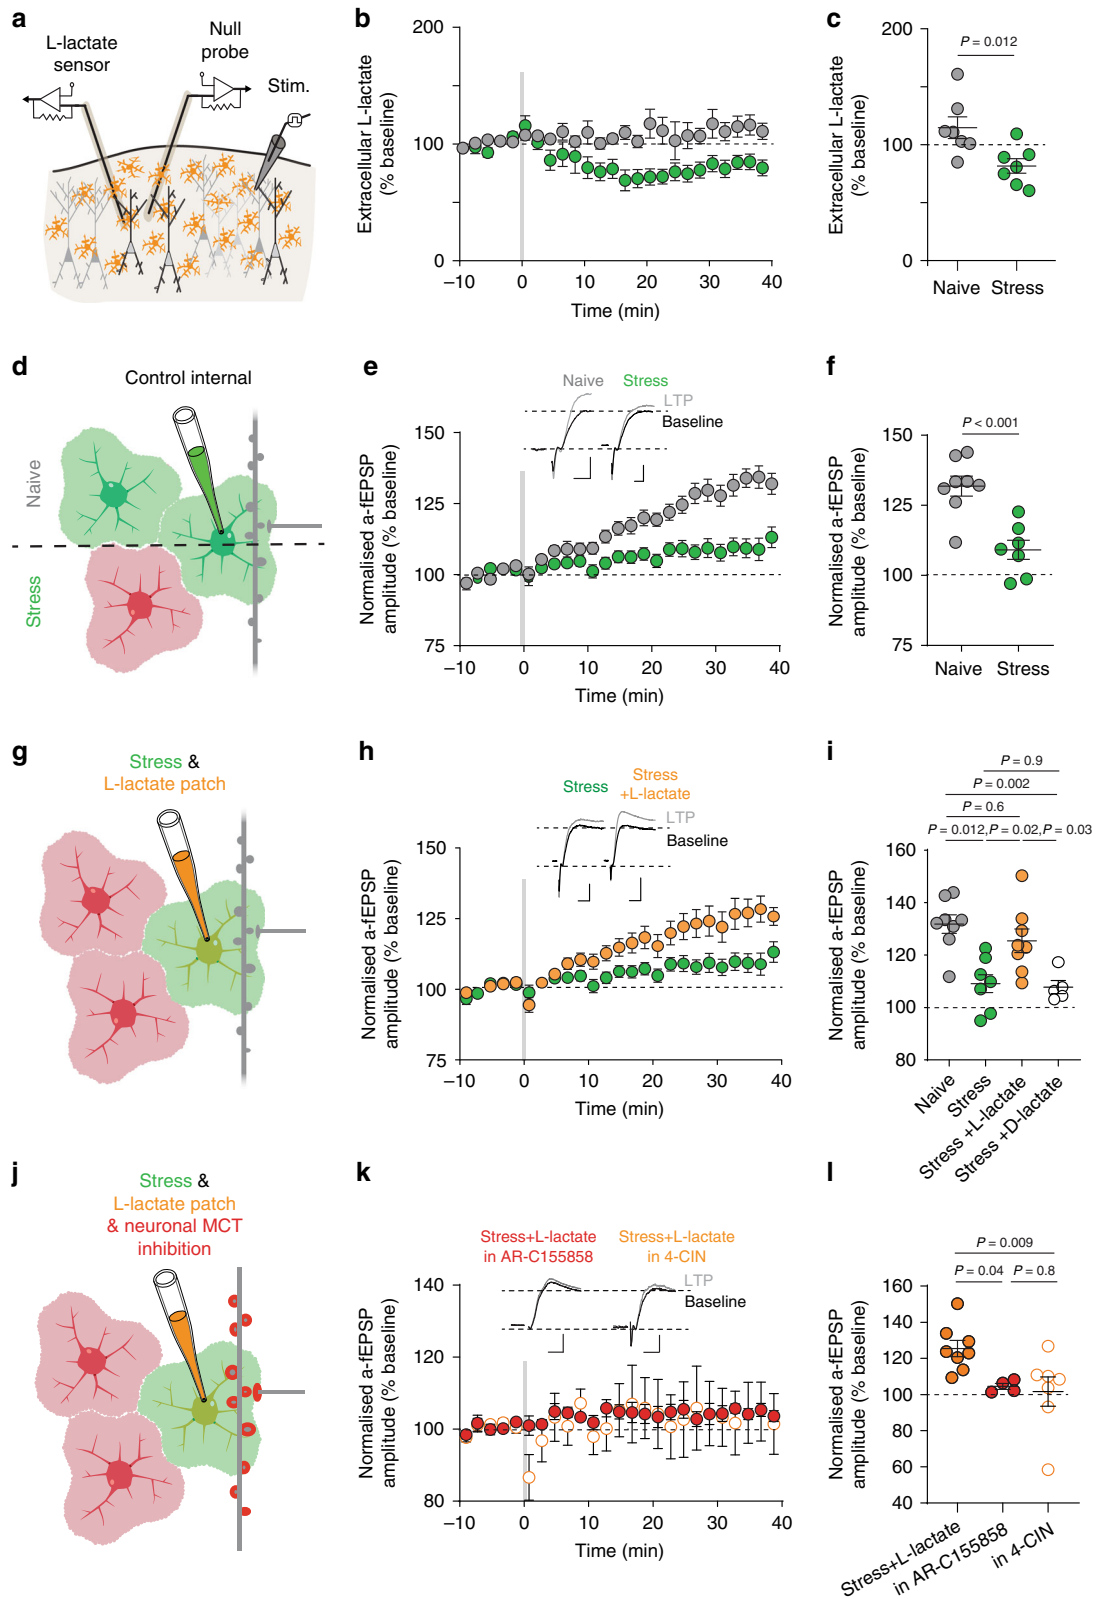 a
L-lactate
sensor
Null
probe
Stim.
b
Extracellular L-lactate
(% baseline)
200
100
0
–10 0 10 20 30 40
Time (min)
c
Extracellular L-lactate
(% baseline)
200
100
0
P = 0.012
Naive Stress
d
Control internal
Naive
Stress
e
Naive Stress
LTP
Baseline
Normalised a-fEPSP
amplitude (% baseline)
150
125
100
75
–10 0 10 20 30 40
Time (min)
f
Normalised a-fEPSP
amplitude (% baseline)
150
125
100
75
P < 0.001
Naive Stress
g
Stress &
L-lactate patch
h
Stress
Stress
+L-lactate
LTP
Baseline
Normalised a-fEPSP
amplitude (% baseline)
150
125
100
75
–10 0 10 20 30 40
Time (min)
i
P = 0.9
P = 0.002
P = 0.6
P = 0.012, P = 0.02, P = 0.03
Normalised a-fEPSP
amplitude (% baseline)
160
140
120
100
80
Naive
Stress
Stress +L-lactate
Stress +D-lactate
j
Stress &
L-lactate patch
& neuronal MCT
inhibition
k
Stress+L-lactate
in AR-C155858
Stress+L-lactate
in 4-CIN
LTP
Baseline
Normalised a-fEPSP
amplitude (% baseline)
140
120
100
80
–10 0 10 20 30 40
Time (min)
l
P = 0.009
P = 0.04 P = 0.8
Normalised a-fEPSP
amplitude (% baseline)
160
140
120
100
80
60
40
Stress+L-lactate
in AR-C155858
in 4-CIN